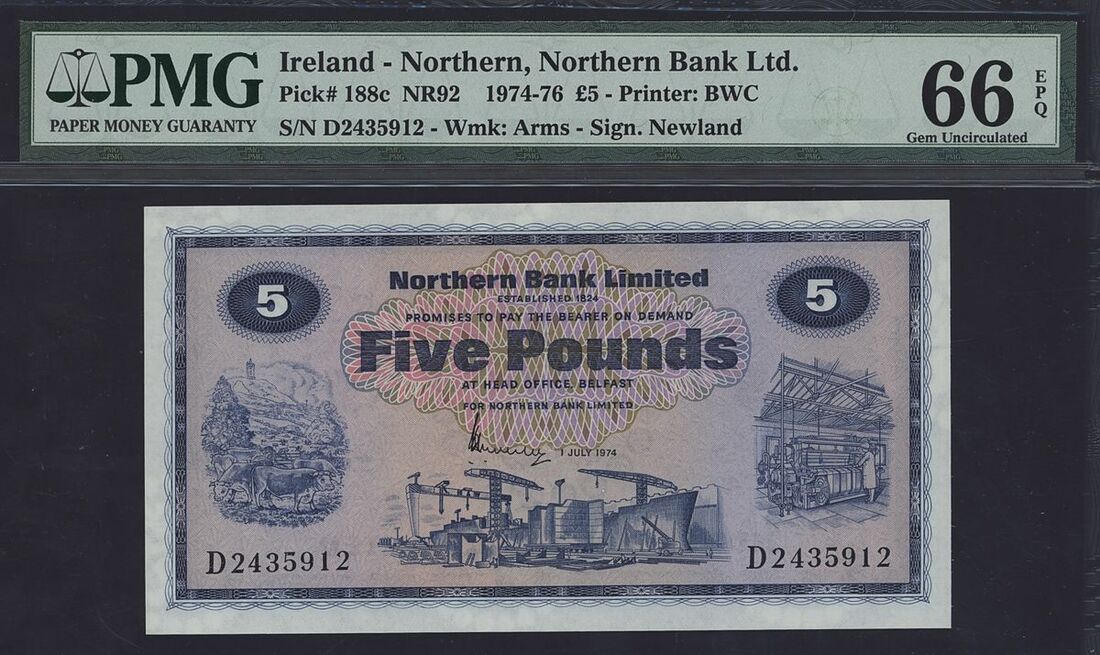 PMG
PAPER MONEY GUARANTY
Ireland - Northern, Northern Bank Ltd.
Pick# 188c NR92 1974-76 £5 - Printer: BWC
S/N D2435912 - Wmk: Arms - Sign. Newland
66
EPQ
Gem Uncirculated
5
5
Northern Bank Limited
ESTABLISHED 1824
PROMISES TO PAY THE BEARER ON DEMAND
Five Pounds
AT HEAD OFFICE, BELFAST
FOR NORTHERN BANK LIMITED
1 JULY 1974
D2435912
D2435912